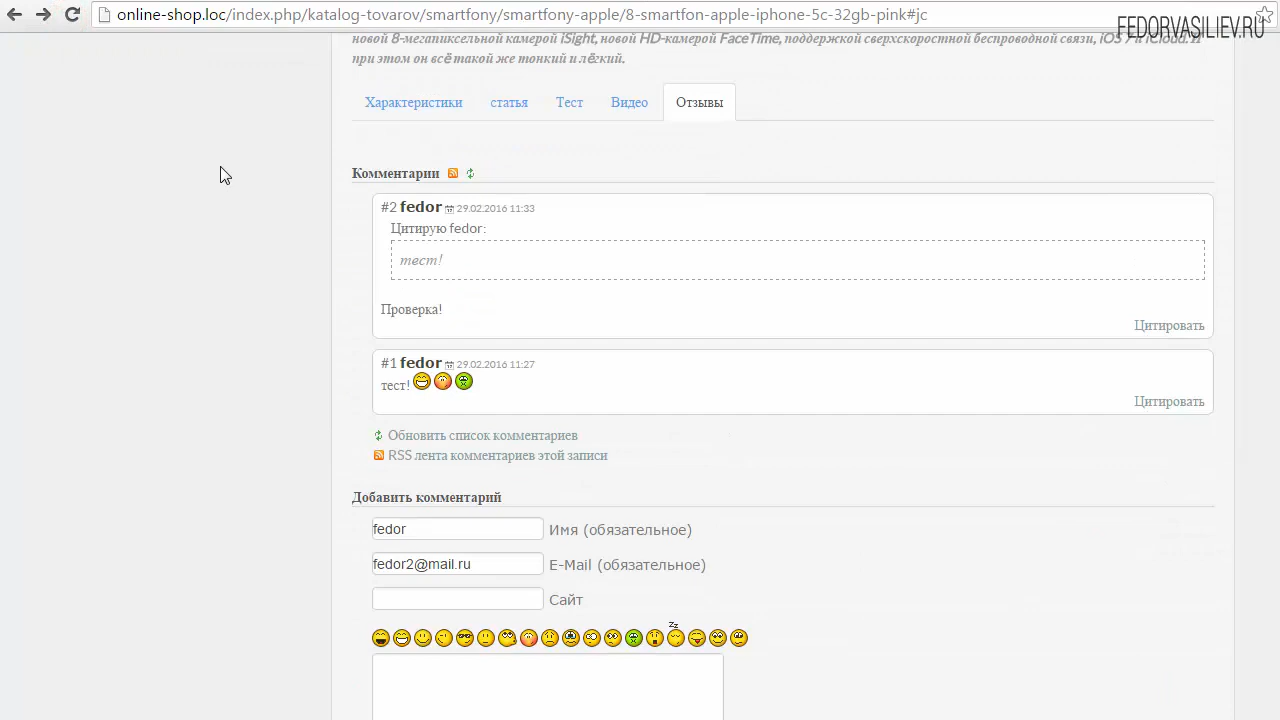 online-shop.loc/index.php/katalog-tovarov/smartfony/smartfony-apple/8-smartfon-apple-iphone-5c-32gb-pink#jc
FEDORVASILIEV.RU
новой 8-мегапиксельной камерой iSight, новой HD-камерой FaceTime, поддержкой сверхскоростной беспроводной связи, iOS 7 и iCloud. И
при этом он всё такой же тонкий и лёгкий.
Характеристики статья Тест Видео Отзывы
Комментарии
#2 fedor 29.02.2016 11:33
Цитирую fedor:
тест!
Проверка!
Цитировать
#1 fedor 29.02.2016 11:27
тест!
Цитировать
Обновить список комментариев
RSS лента комментариев этой записи
Добавить комментарий
fedor Имя (обязательное)
fedor2@mail.ru E-Mail (обязательное)
Сайт